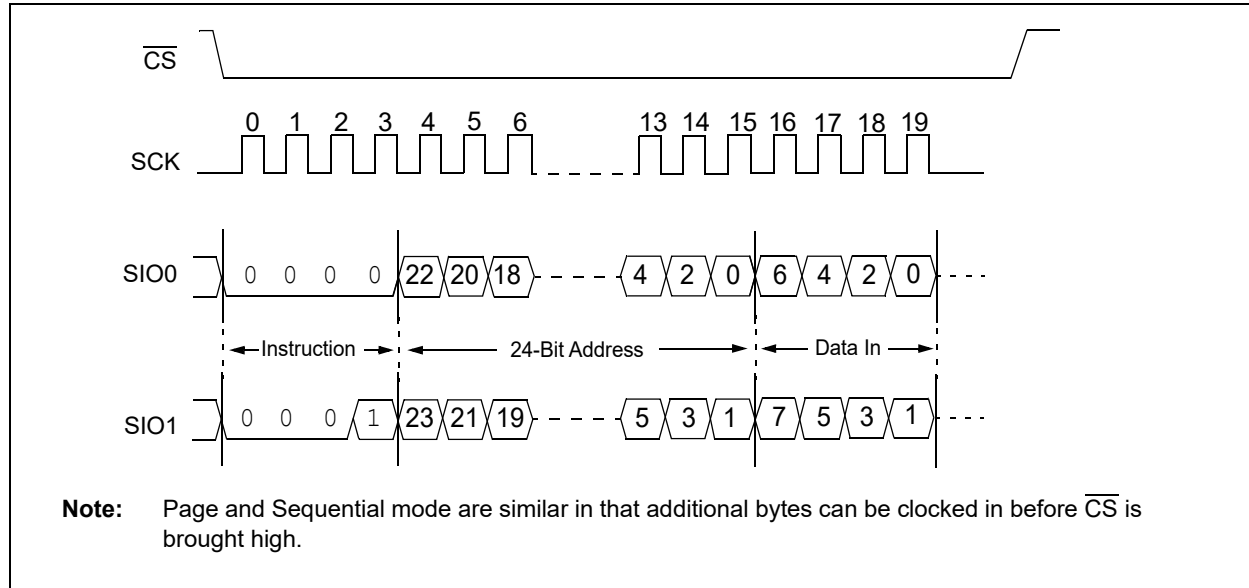 CS
0 1 2 3 4 5 6 13 14 15 16 17 18 19
SCK
SIO0 0 0 0 0 22 20 18 4 2 0 6 4 2 0
Instruction 24-Bit Address Data In
SIO1 0 0 0 1 23 21 19 5 3 1 7 5 3 1
Note: Page and Sequential mode are similar in that additional bytes can be clocked in before CS is
brought high.